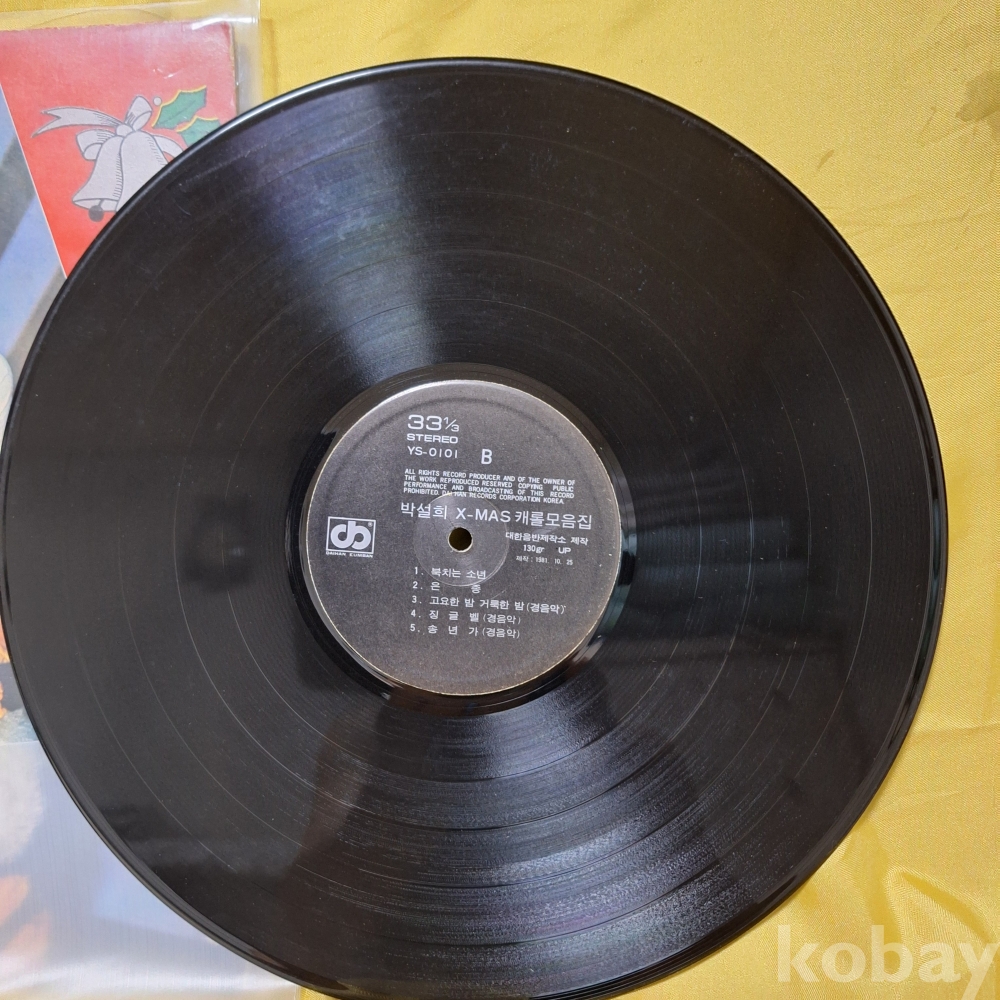 33⅓
STEREO
YS-0101 B
ALL RIGHTS RECORD PRODUCER AND OF THE OWNER OF
THE WORK REPRODUCED RESERVED COPYING PUBLIC
PERFORMANCE AND BROADCASTING OF THIS RECORD
PROHIBITED. DAI HAN RECORDS CORPORATION KOREA.
박설희 X-MAS 캐롤모음집
DAIHAN EUMBAN
대한음반제작소 제작
130gr UP
제작 : 1981. 10. 25
1. 북치는 소년
2. 은 종
3. 고요한 밤 거룩한 밤 (경음악)
4. 징 글 벨 (경음악)
5. 송 년 가 (경음악)
kobay